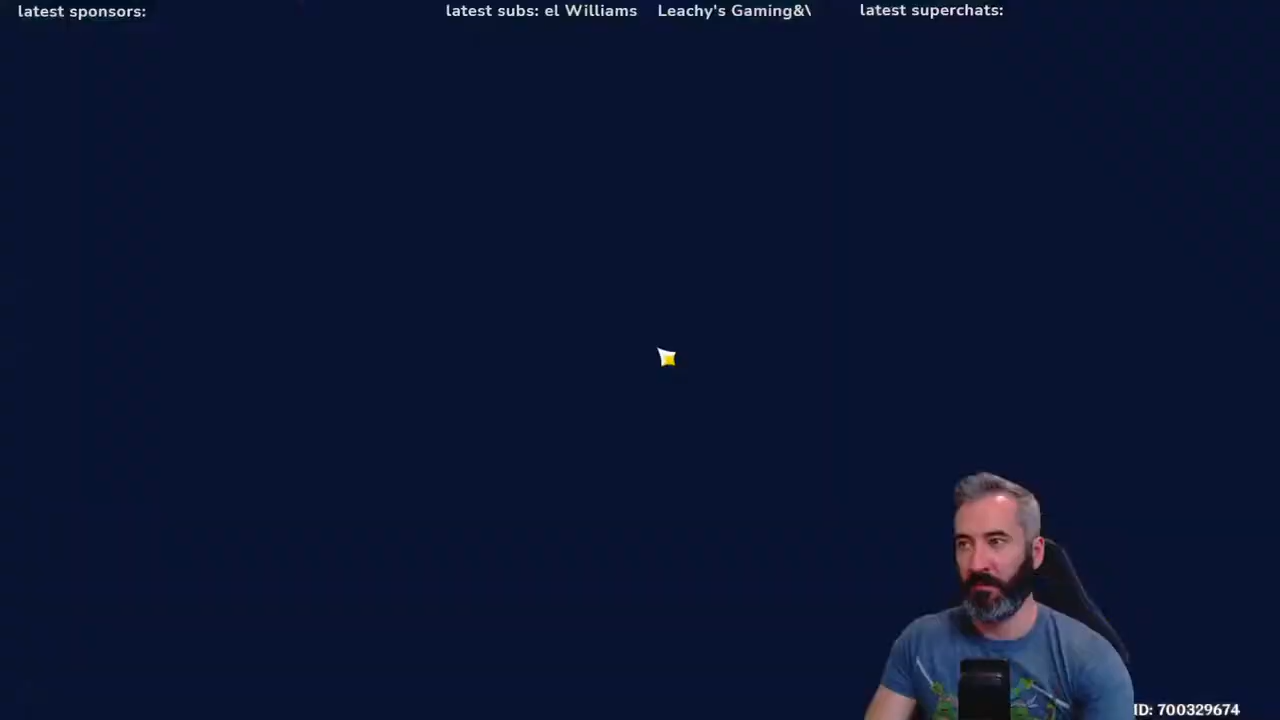 latest sponsors:
latest subs: el Williams Leachy's Gaming&\
latest superchats:
ID: 700329674